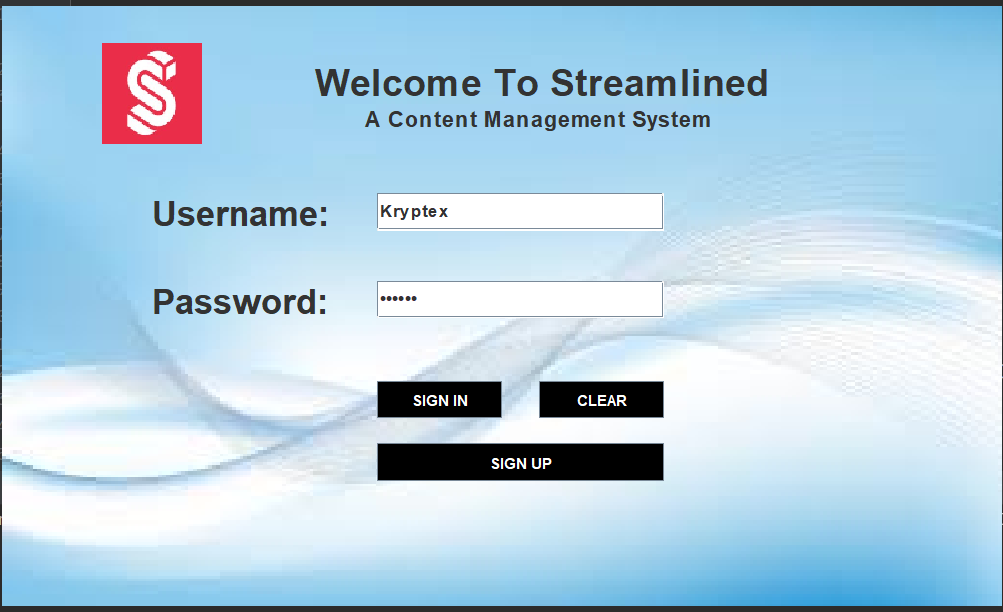 Welcome To Streamlined
A Content Management System
Username: Kryptex
Password: ••••••
SIGN IN CLEAR
SIGN UP